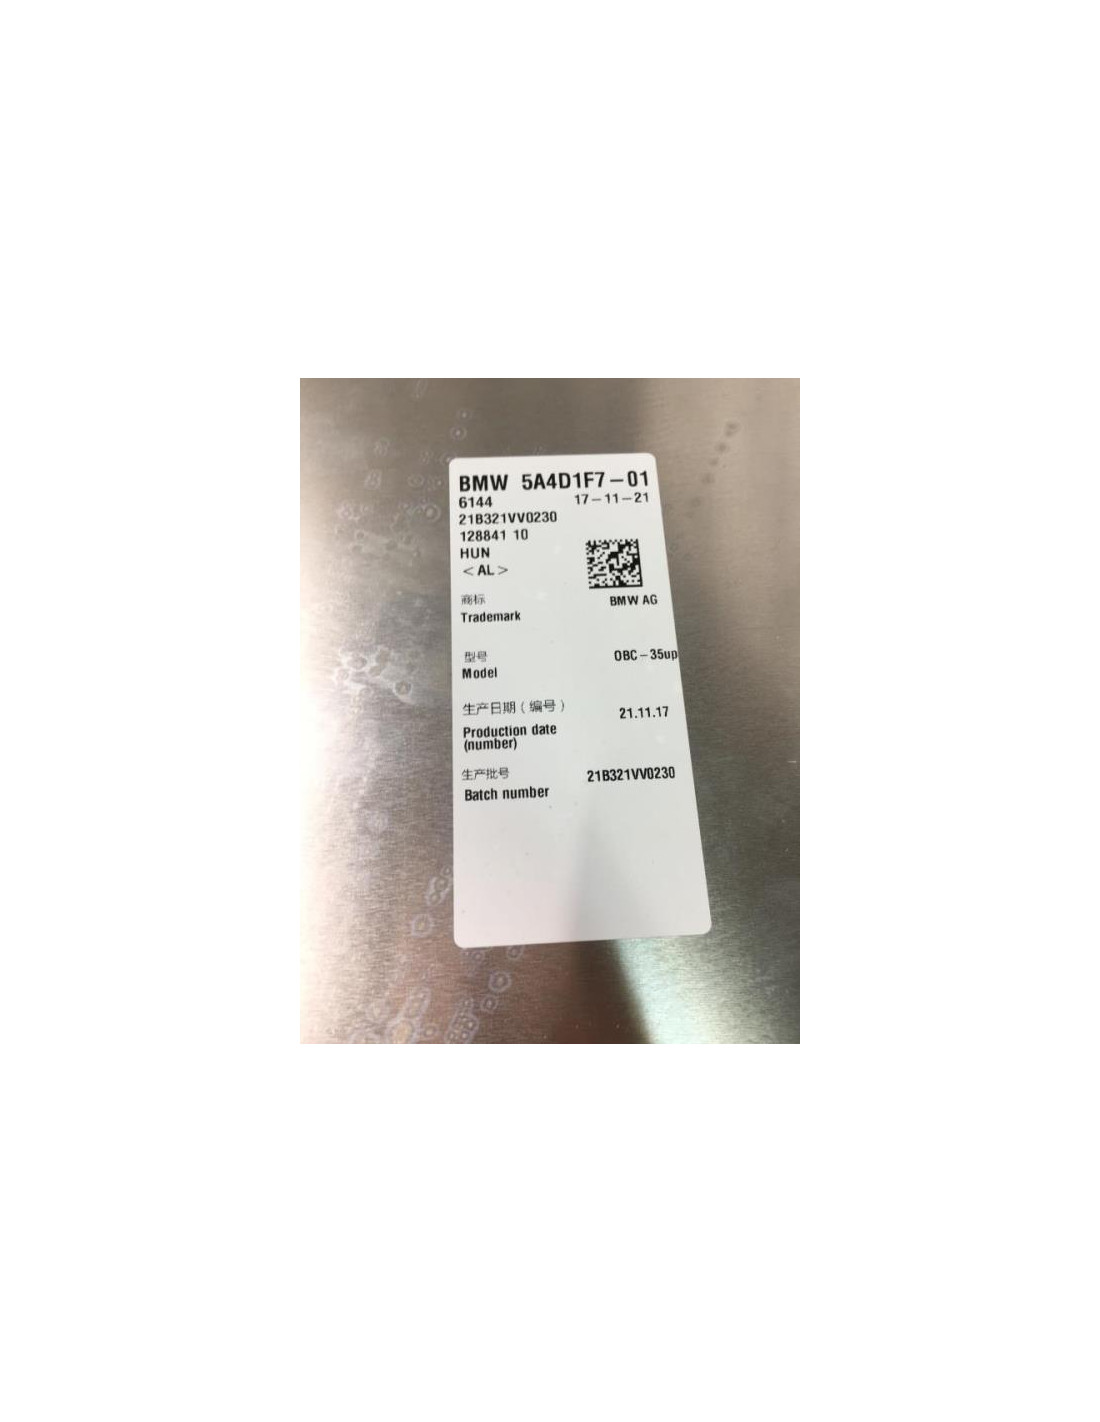 BMW 5A4D1F7-01
6144 17-11-21
21B321VV0230
128841 10
HUN
<AL>
商标 BMW AG
Trademark
型号 OBC-35up
Model
生产日期(编号) 21.11.17
Production date
(number)
生产批号 21B321VV0230
Batch number